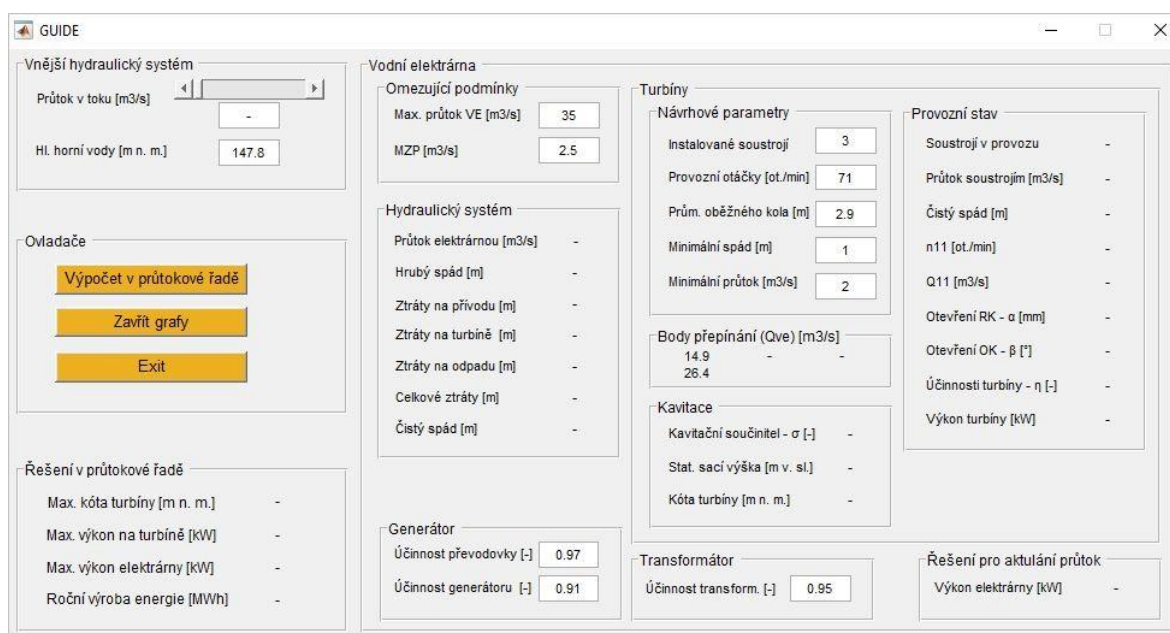 GUIDE
Vnější hydraulický systém
Průtok v toku [m3/s]
-
Hl. horní vody [m n. m.] 147.8
Ovladače
Výpočet v průtokové řadě
Zavřít grafy
Exit
Řešení v průtokové řadě
Max. kóta turbíny [m n. m.] -
Max. výkon na turbíně [kW] -
Max. výkon elektrárny [kW] -
Roční výroba energie [MWh] -
Vodní elektrárna
Omezující podmínky
Max. průtok VE [m3/s] 35
MZP [m3/s] 2.5
Hydraulický systém
Průtok elektrárnou [m3/s] -
Hrubý spád [m] -
Ztráty na přívodu [m] -
Ztráty na turbíně [m] -
Ztráty na odpadu [m] -
Celkové ztráty [m] -
Čistý spád [m] -
Generátor
Účinnost převodovky [-] 0.97
Účinnost generátoru [-] 0.91
Turbíny
Návrhové parametry
Instalované soustrojí 3
Provozní otáčky [ot./min] 71
Prům. oběžného kola [m] 2.9
Minimální spád [m] 1
Minimální průtok [m3/s] 2
Body přepínání (Qve) [m3/s]
14.9 - -
26.4
Kavitace
Kavitační součinitel - σ [-] -
Stat. sací výška [m v. sl.] -
Kóta turbíny [m n. m.] -
Provozní stav
Soustrojí v provozu -
Průtok soustrojím [m3/s] -
Čistý spád [m] -
n11 [ot./min] -
Q11 [m3/s] -
Otevření RK - α [mm] -
Otevření OK - β [°] -
Účinnosti turbíny - η [-] -
Výkon turbíny [kW] -
Transformátor
Účinnost transform. [-] 0.95
Řešení pro aktulání průtok
Výkon elektrárny [kW] -